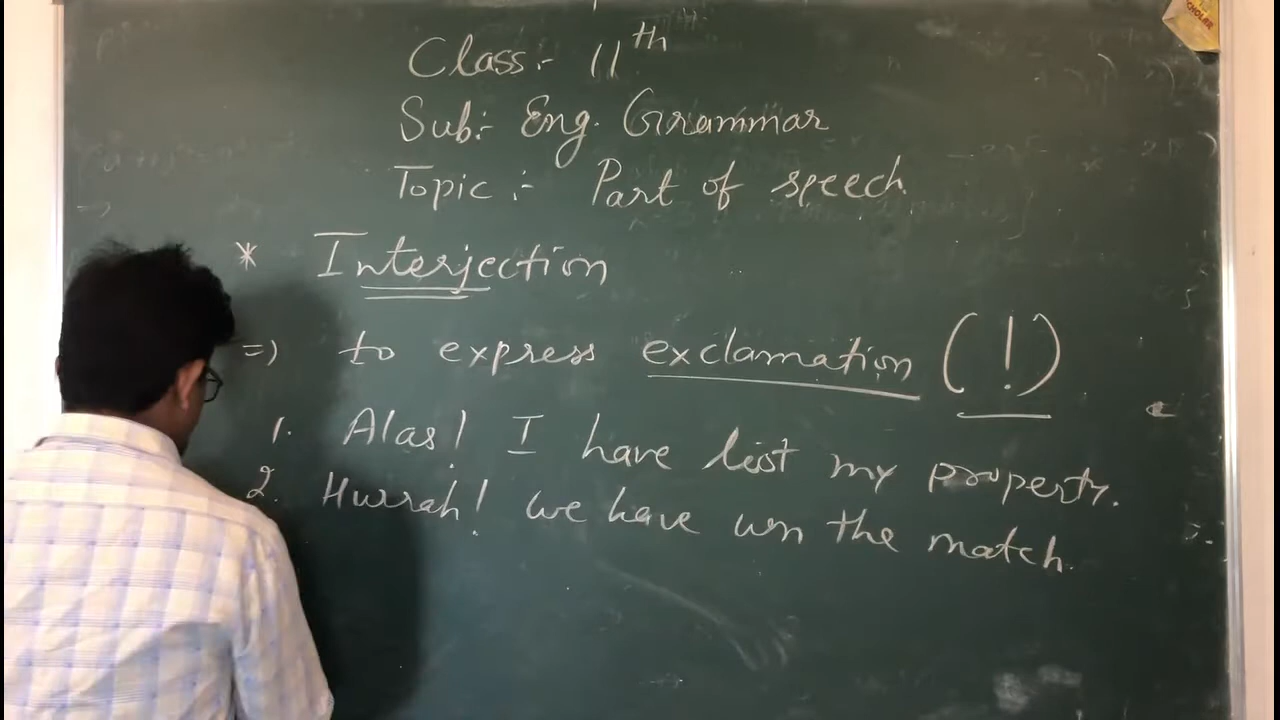 Class:- 11th
Sub:- Eng. Grammar
Topic:- Part of speech
* Interjection
=) to express exclamation (!)
1. Alas! I have lost my property.
2. Hurrah! we have won the match.